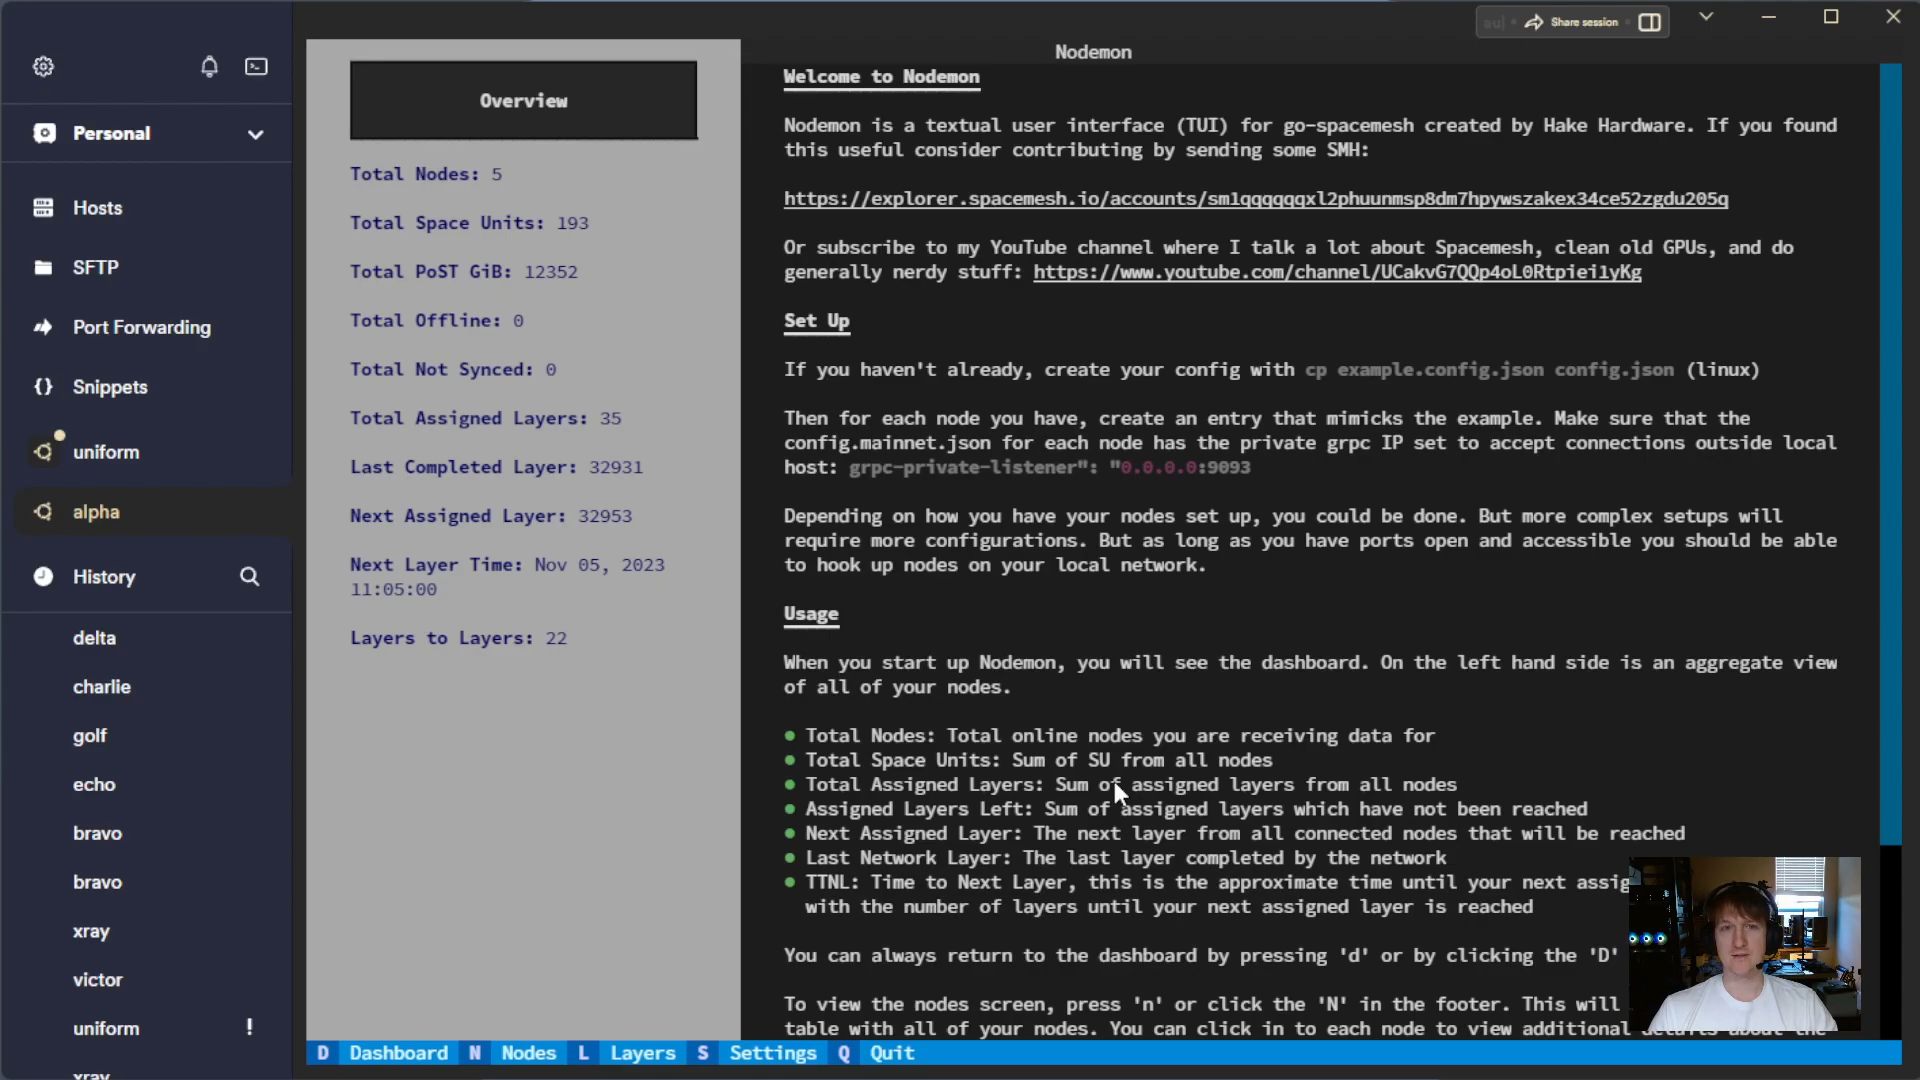 Share session
Personal
Hosts
SFTP
Port Forwarding
Snippets
uniform
alpha
History
delta
charlie
golf
echo
bravo
bravo
xray
victor
uniform !
xray
Overview
Total Nodes: 5
Total Space Units: 193
Total PoST GiB: 12352
Total Offline: 0
Total Not Synced: 0
Total Assigned Layers: 35
Last Completed Layer: 32931
Next Assigned Layer: 32953
Next Layer Time: Nov 05, 2023
11:05:00
Layers to Layers: 22
Nodemon
Welcome to Nodemon
Nodemon is a textual user interface (TUI) for go-spacemesh created by Hake Hardware. If you found
this useful consider contributing by sending some SMH:
https://explorer.spacemesh.io/accounts/sm1qqqqqqxl2phuunmsp8dm7hpywszakex34ce52zgdu205q
Or subscribe to my YouTube channel where I talk a lot about Spacemesh, clean old GPUs, and do
generally nerdy stuff: https://www.youtube.com/channel/UCakvG7QQp4oL0Rtpiei1yKg
Set Up
If you haven't already, create your config with cp example.config.json config.json (linux)
Then for each node you have, create an entry that mimicks the example. Make sure that the
config.mainnet.json for each node has the private grpc IP set to accept connections outside local
host: grpc-private-listener": "0.0.0.0:9093
Depending on how you have your nodes set up, you could be done. But more complex setups will
require more configurations. But as long as you have ports open and accessible you should be able
to hook up nodes on your local network.
Usage
When you start up Nodemon, you will see the dashboard. On the left hand side is an aggregate view
of all of your nodes.
Total Nodes: Total online nodes you are receiving data for
Total Space Units: Sum of SU from all nodes
Total Assigned Layers: Sum of assigned layers from all nodes
Assigned Layers Left: Sum of assigned layers which have not been reached
Next Assigned Layer: The next layer from all connected nodes that will be reached
Last Network Layer: The last layer completed by the network
TTNL: Time to Next Layer, this is the approximate time until your next assig
with the number of layers until your next assigned layer is reached
You can always return to the dashboard by pressing 'd' or by clicking the 'D'
To view the nodes screen, press 'n' or click the 'N' in the footer. This will
table with all of your nodes. You can click in to each node to view additional details about the
D Dashboard N Nodes L Layers S Settings Q Quit